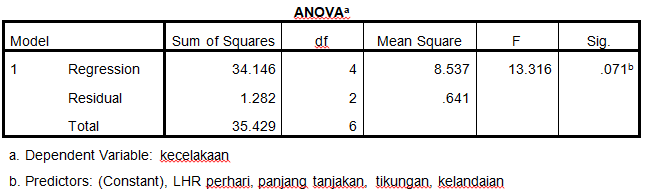 ANOVAa
Model Sum of Squares df Mean Square F Sig.
1 Regression 34.146 4 8.537 13.316 .071b
Residual 1.282 2 .641
Total 35.429 6
a. Dependent Variable: kecelakaan
b. Predictors: (Constant), LHR perhari, panjang tanjakan, tikungan, kelandaian